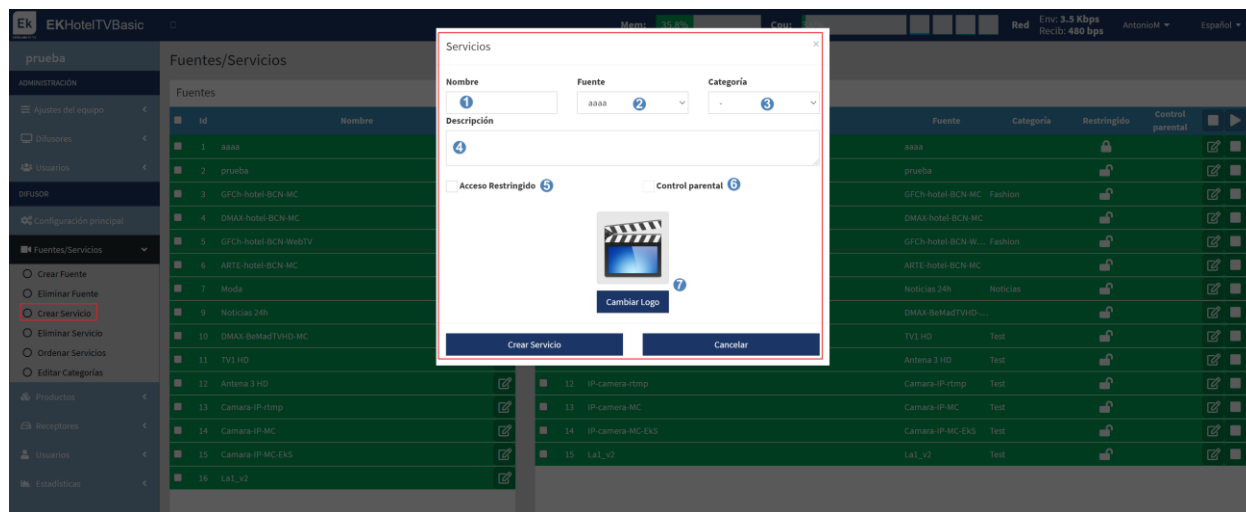 Ek EKHotelTVBasic Mem: 35.8% Cpu: Red Env: 3.5 Kbps AntonioM Español
Recib: 480 bps
prueba Fuentes/Servicios
ADMINISTRACIÓN
Ajustes del equipo
Difusores
Usuarios
DIFUSOR
Configuración principal
Fuentes/Servicios
Crear Fuente
Eliminar Fuente
Crear Servicio
Eliminar Servicio
Ordenar Servicios
Editar Categorías
Productos
Receptores
Usuarios
Estadísticas
Fuentes
Id Nombre
1 aaaa
2 prueba
3 GFCh-hotel-BCN-MC
4 DMAX-hotel-BCN-MC
5 GFCh-hotel-BCN-WebTV
6 ARTE-hotel-BCN-MC
7 Moda
9 Noticias 24h
10 DMAX-BeMadTVHD-MC
11 TV1 HD
12 Antena 3 HD
13 Camara-IP-rtmp
14 Camara-IP-MC
15 Camara-IP-MC-EkS
16 La1_v2
Servicios ×
Nombre Fuente Categoría
1 aaaa 2 - 3
Descripción
4
Acceso Restringido 5 Control parental 6
7
Cambiar Logo
Crear Servicio Cancelar
Fuente Categoría Restringido Control parental
aaaa
prueba
GFCh-hotel-BCN-MC Fashion
DMAX-hotel-BCN-MC
GFCh-hotel-BCN-W... Fashion
ARTE-hotel-BCN-MC
Noticias 24h Noticias
DMAX-BeMadTVHD-...
TV1 HD Test
Antena 3 HD Test
12 IP-camera-rtmp Camara-IP-rtmp Test
13 IP-camera-MC Camara-IP-MC Test
14 IP-camera-MC-EkS Camara-IP-MC-EkS Test
15 La1_v2 La1_v2 Test